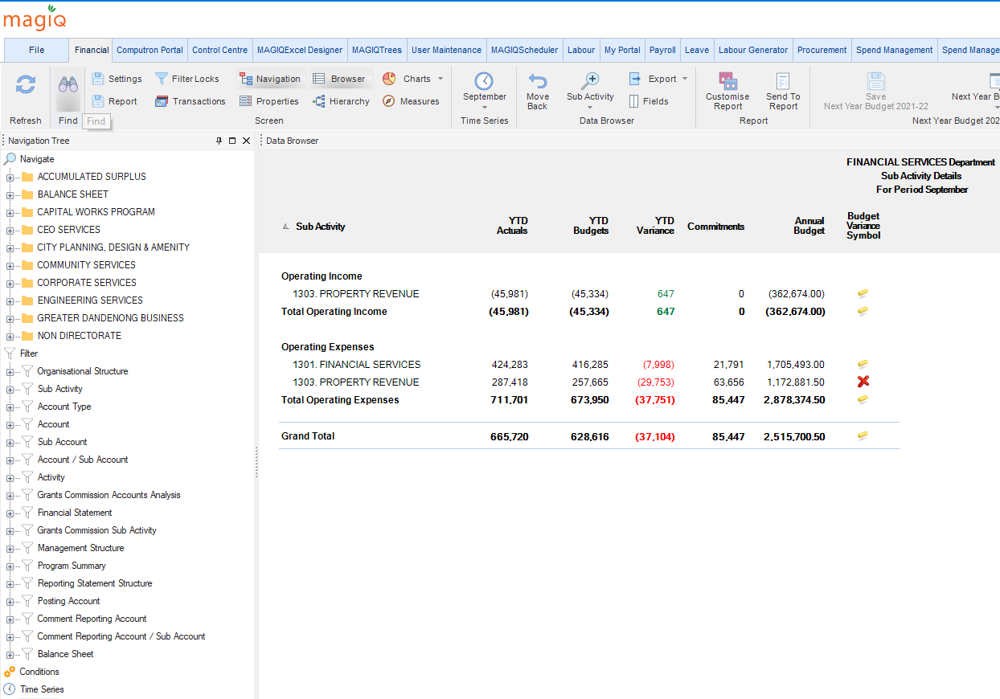 magiq
File Financial Computron Portal Control Centre MAGIQExcel Designer MAGIQTrees User Maintenance MAGIQScheduler Labour My Portal Payroll Leave Labour Generator Procurement Spend Management Spend Manage
Settings Filter Locks Navigation Browser Charts Export
Report Transactions Properties Hierarchy Measures
September
Move Back
Sub Activity
Fields
Customise Report
Send To Report
Save
Next Year Budget 2021-22
Next Year B
Refresh Find Screen Time Series Data Browser Report Next Year Budget 202
Find
Navigation Tree
Data Browser
Navigate
ACCUMULATED SURPLUS
BALANCE SHEET
CAPITAL WORKS PROGRAM
CEO SERVICES
CITY PLANNING, DESIGN & AMENITY
COMMUNITY SERVICES
CORPORATE SERVICES
ENGINEERING SERVICES
GREATER DANDENONG BUSINESS
NON DIRECTORATE
Filter
Organisational Structure
Sub Activity
Account Type
Account
Sub Account
Account / Sub Account
Activity
Grants Commission Accounts Analysis
Financial Statement
Grants Commission Sub Activity
Management Structure
Program Summary
Reporting Statement Structure
Posting Account
Comment Reporting Account
Comment Reporting Account / Sub Account
Balance Sheet
Conditions
Time Series
FINANCIAL SERVICES Department
Sub Activity Details
For Period September
Sub Activity YTD Actuals YTD Budgets YTD Variance Commitments Annual Budget Budget Variance Symbol
Operating Income
1303. PROPERTY REVENUE (45,981) (45,334) 647 0 (362,674.00)
Total Operating Income (45,981) (45,334) 647 0 (362,674.00)
Operating Expenses
1301. FINANCIAL SERVICES 424,283 416,285 (7,998) 21,791 1,705,493.00
1303. PROPERTY REVENUE 287,418 257,665 (29,753) 63,656 1,172,881.50
Total Operating Expenses 711,701 673,950 (37,751) 85,447 2,878,374.50
Grand Total 665,720 628,616 (37,104) 85,447 2,515,700.50